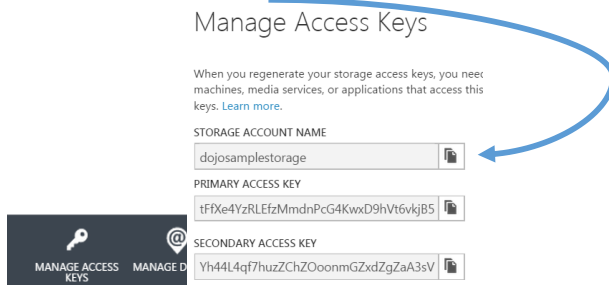 Manage Access Keys
When you regenerate your storage access keys, you need
machines, media services, or applications that access this
keys. Learn more.
STORAGE ACCOUNT NAME
dojosamplestorage
PRIMARY ACCESS KEY
tFfXe4YzRLEfzMmdnPcG4KwxD9hVt6vkjB5
SECONDARY ACCESS KEY
Yh44L4qf7huzZChZOoonmGZxdZgZaA3sV
MANAGE ACCESS
KEYS
MANAGE D